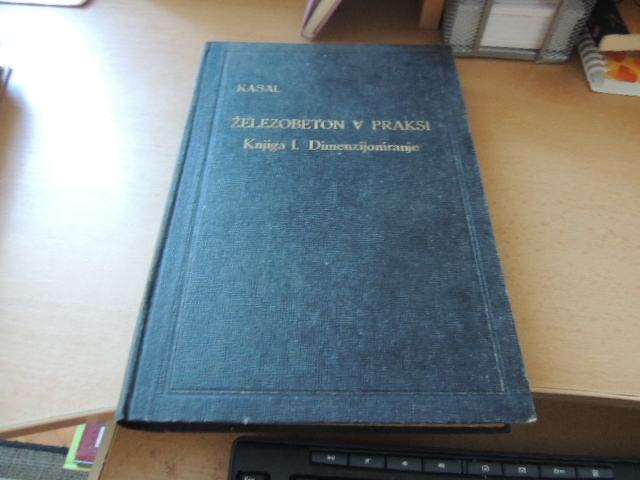 KASAL
ŽELEZOBETON V PRAKSI
Knjiga I. Dimenzijoniranje